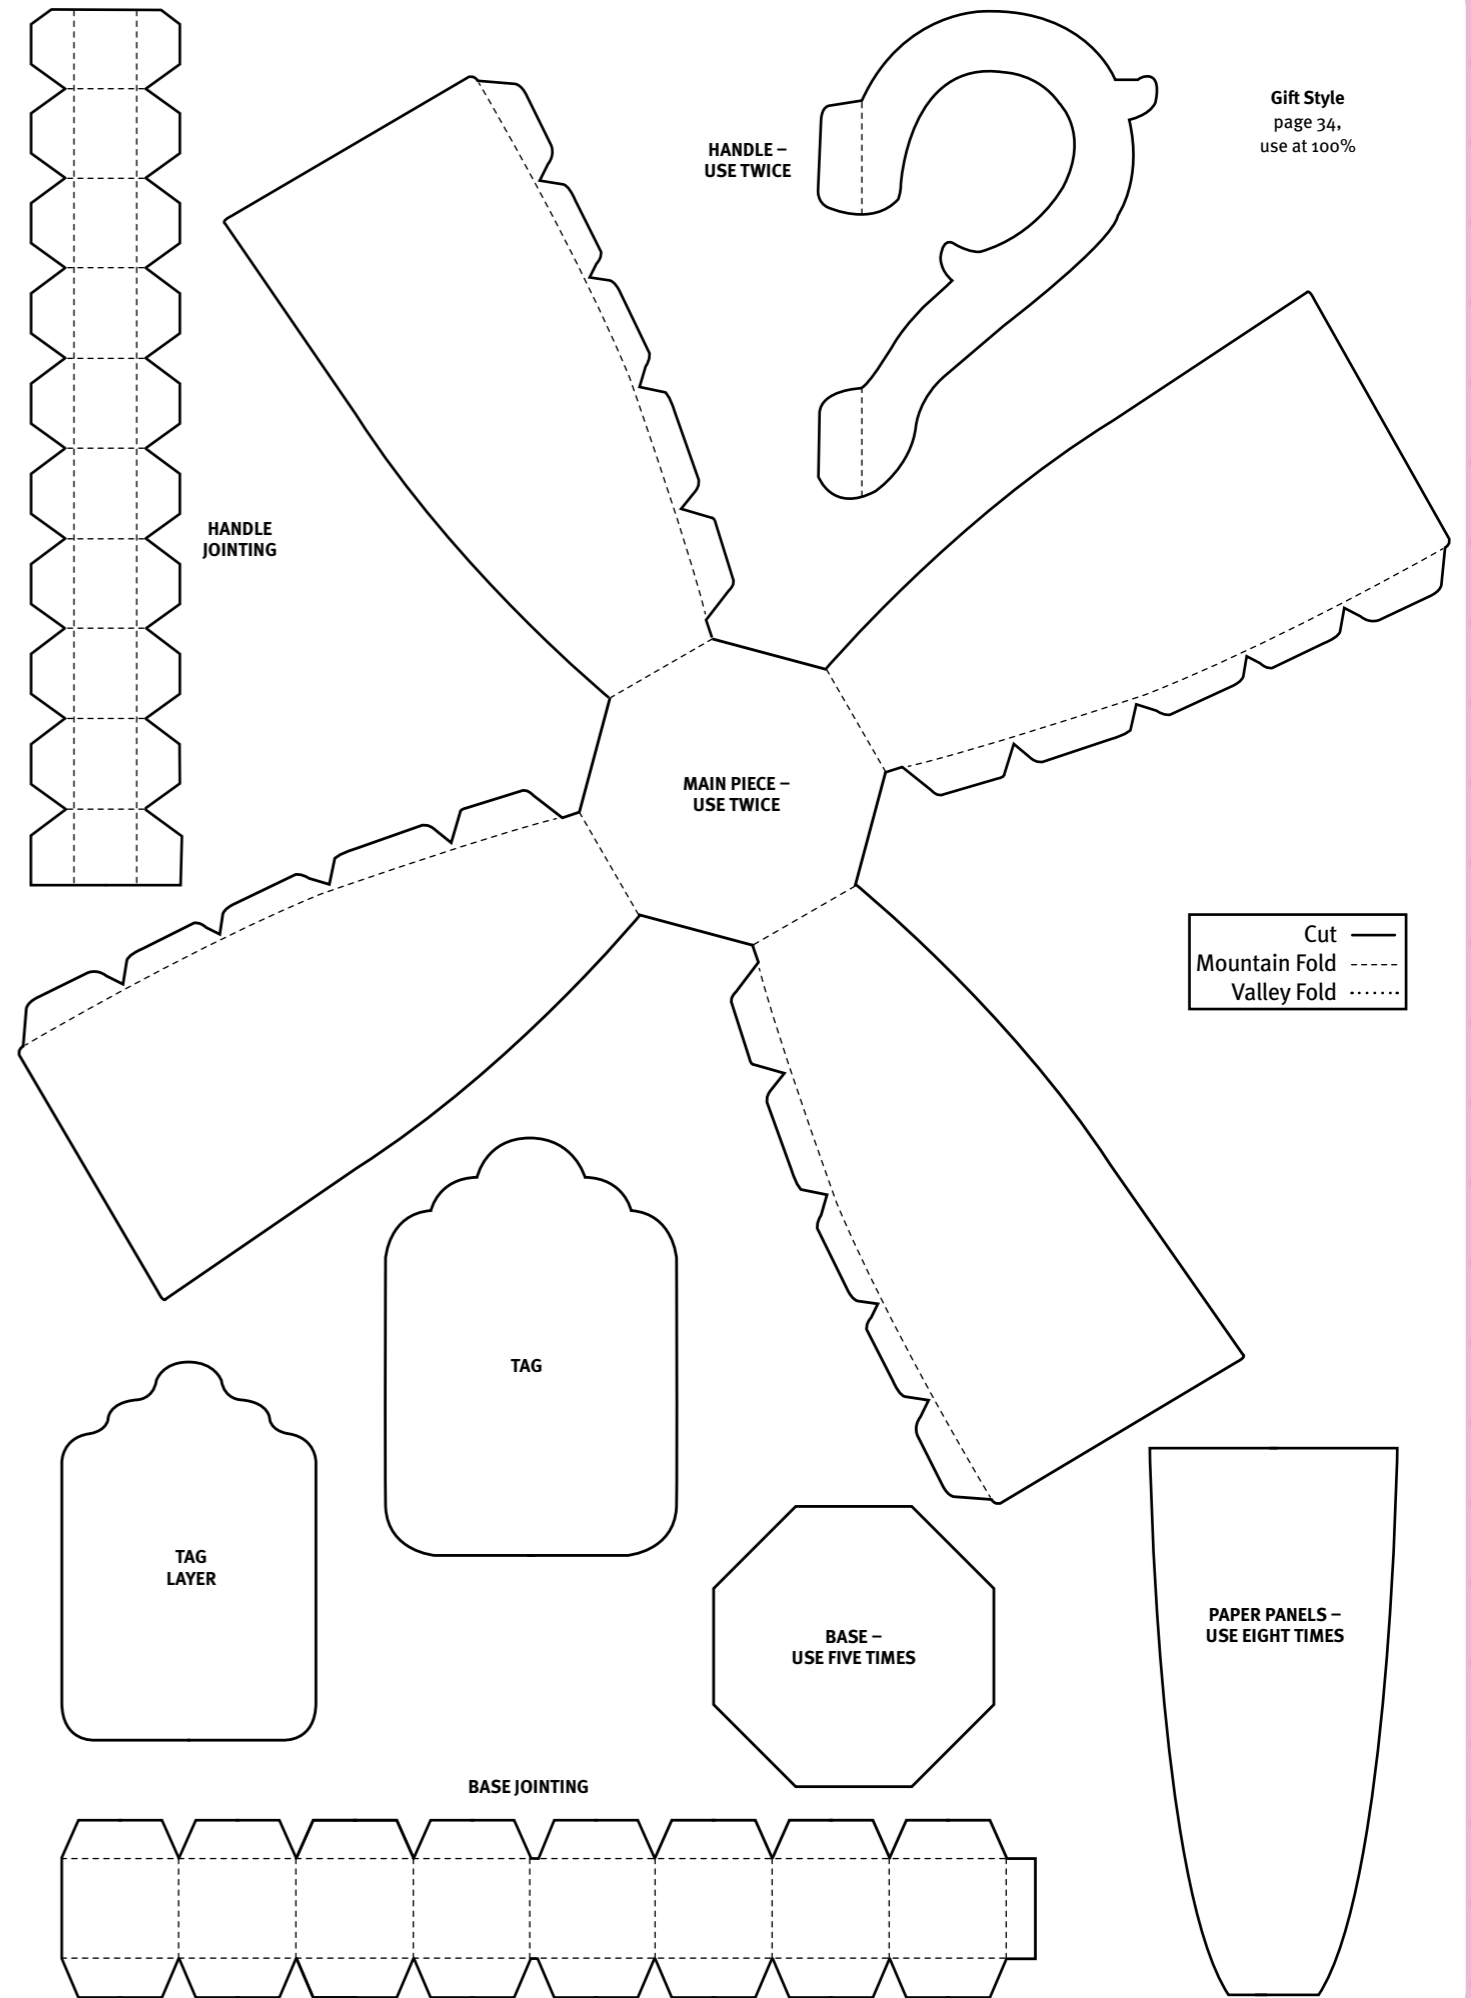 Gift Style
page 34,
use at 100%
HANDLE –
USE TWICE
HANDLE
JOINTING
MAIN PIECE –
USE TWICE
Cut
Mountain Fold
Valley Fold
TAG
TAG
LAYER
BASE –
USE FIVE TIMES
PAPER PANELS –
USE EIGHT TIMES
BASE JOINTING